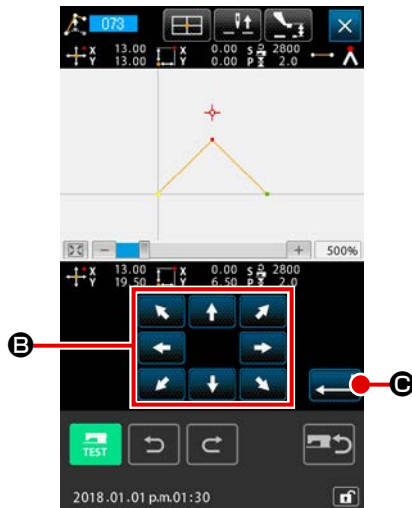 073
X 13.00 X 0.00 S 2800
Y 13.00 Y 0.00 P 2.0
500%
X 13.00 X 0.00 S 2800
Y 19.50 Y 6.50 P 2.0
B
C
TEST
2018.01.01 p.m.01:30